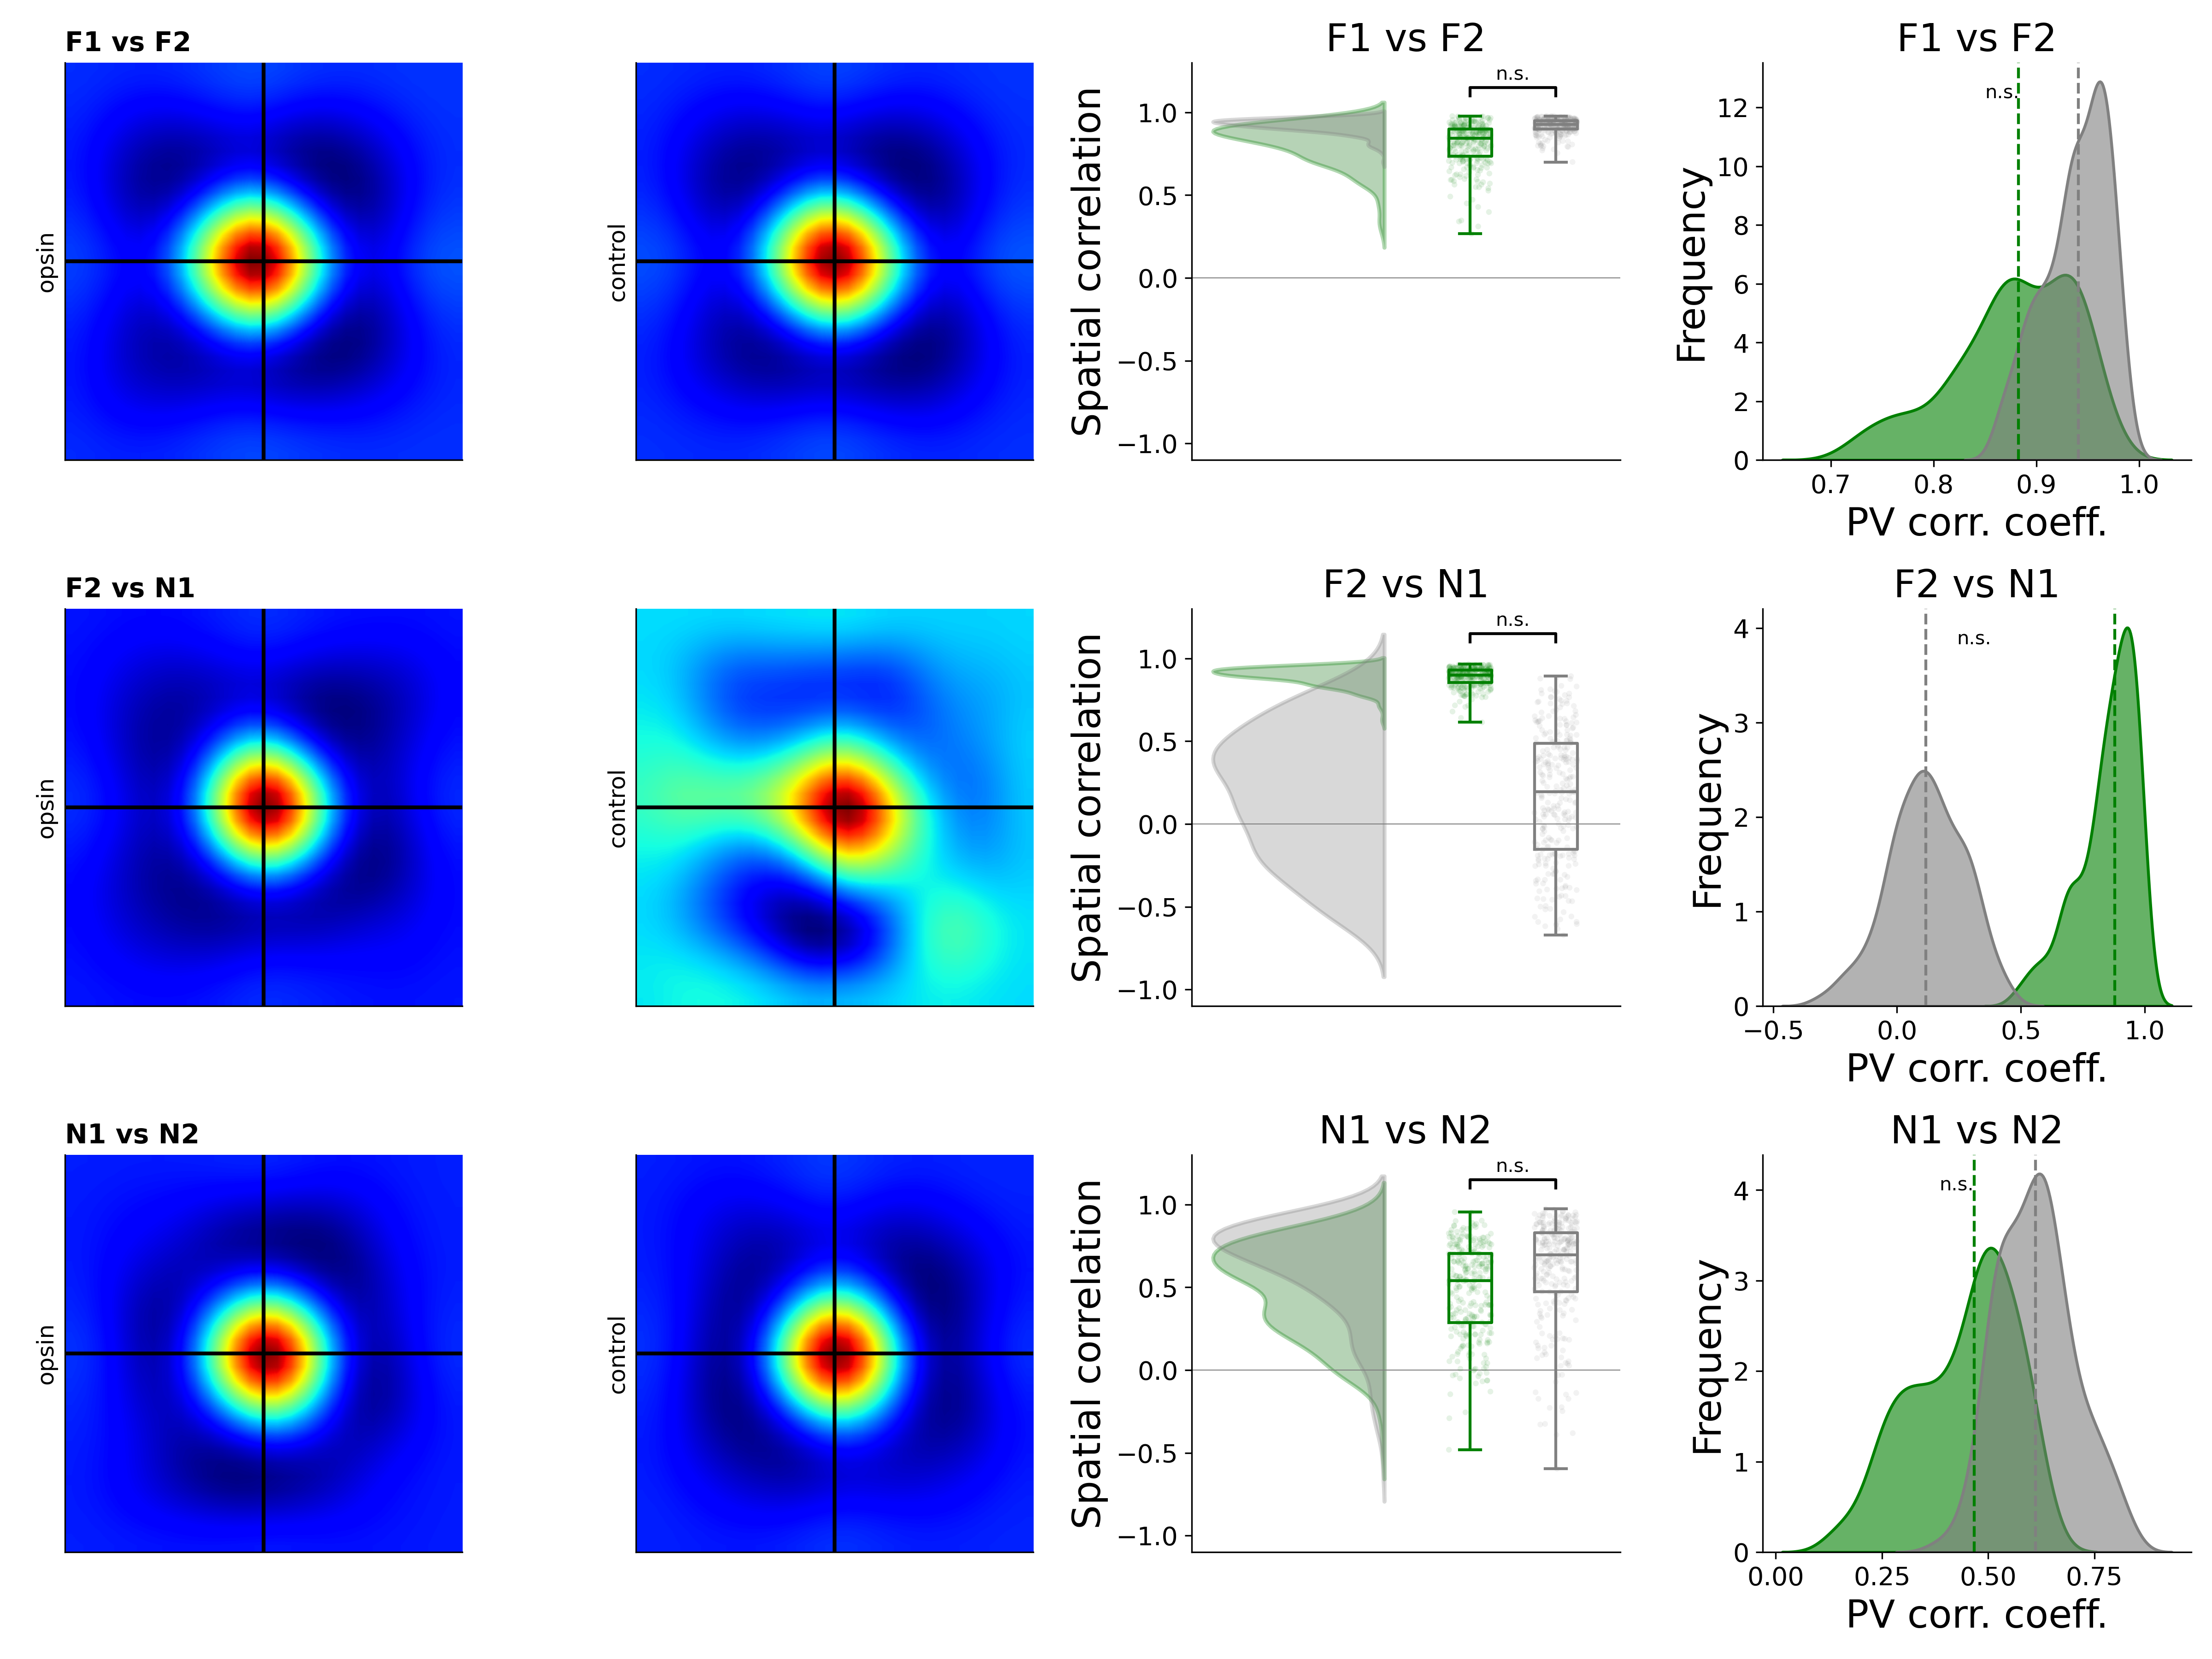 F1 vs F2
opsin
control
F1 vs F2
n.s.
Spatial correlation
1.0
0.5
0.0
−0.5
−1.0
F1 vs F2
n.s.
Frequency
12
10
8
6
4
2
0
0.7 0.8 0.9 1.0
PV corr. coeff.
F2 vs N1
opsin
control
F2 vs N1
n.s.
Spatial correlation
1.0
0.5
0.0
−0.5
−1.0
F2 vs N1
n.s.
Frequency
4
3
2
1
0
−0.5 0.0 0.5 1.0
PV corr. coeff.
N1 vs N2
opsin
control
N1 vs N2
n.s.
Spatial correlation
1.0
0.5
0.0
−0.5
−1.0
N1 vs N2
n.s.
Frequency
4
3
2
1
0
0.00 0.25 0.50 0.75
PV corr. coeff.